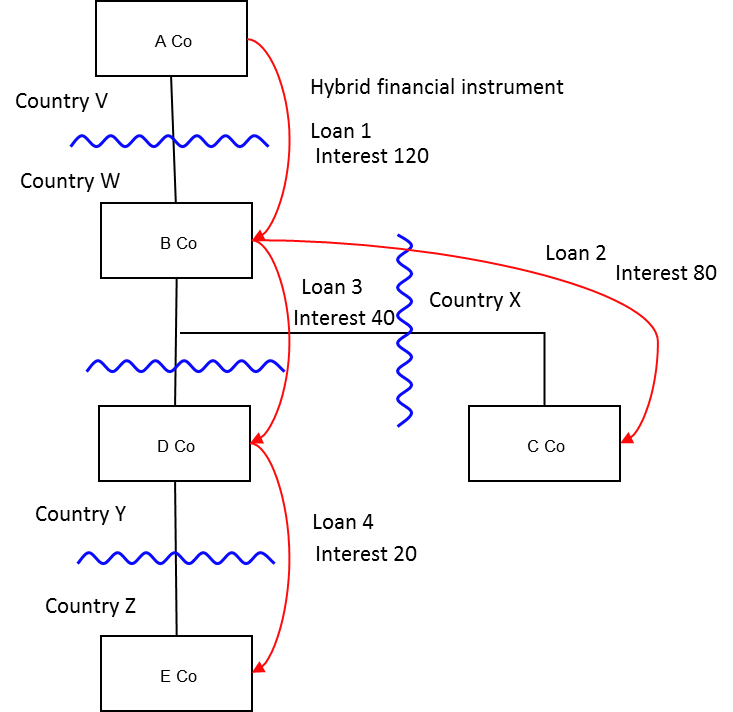 A Co
Country V
Hybrid financial instrument
Loan 1
Interest 120
Country W
B Co
Loan 2
Interest 80
Loan 3
Country X
Interest 40
D Co
C Co
Country Y
Loan 4
Interest 20
Country Z
E Co